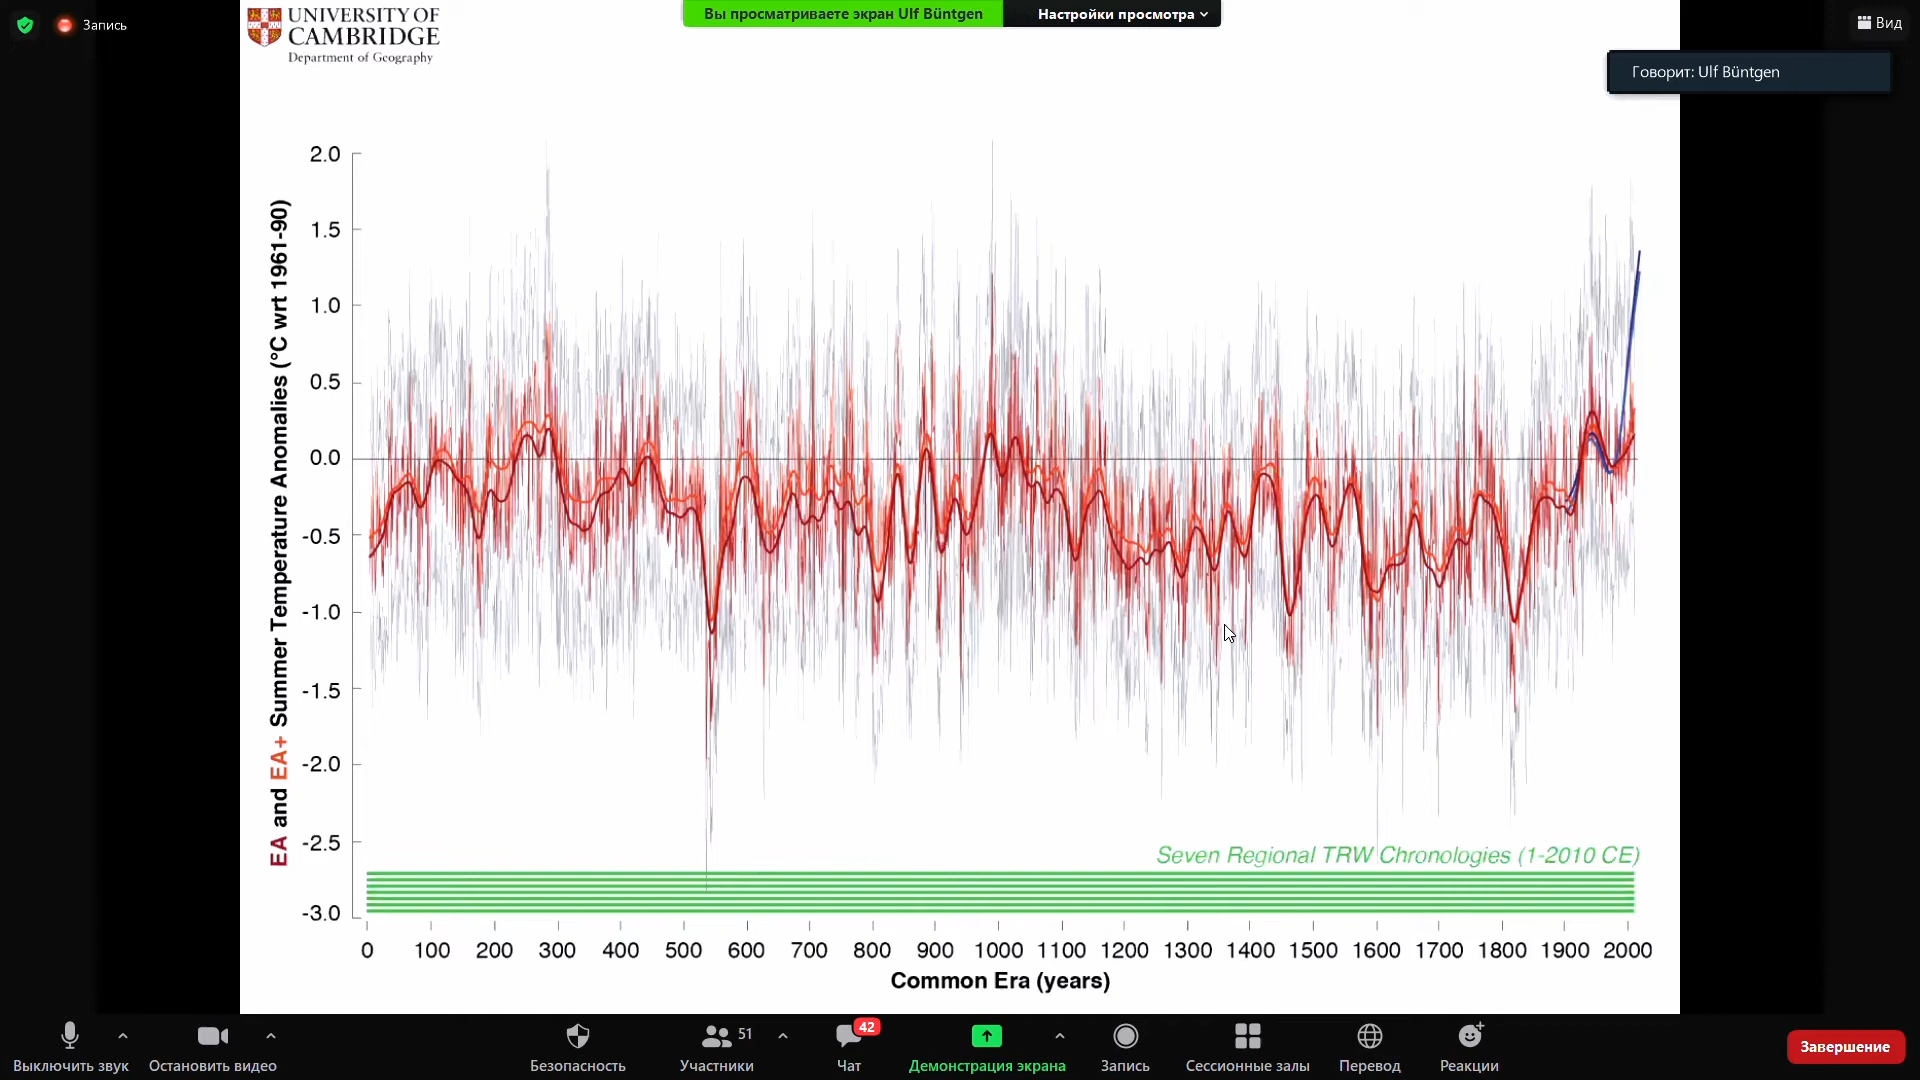 Запись
UNIVERSITY OF
CAMBRIDGE
Department of Geography
Вы просматриваете экран Ulf Büntgen
Настройки просмотра
Вид
Говорит: Ulf Büntgen
EA and EA+ Summer Temperature Anomalies (°C wrt 1961-90)
2.0
1.5
1.0
0.5
0.0
-0.5
-1.0
-1.5
-2.0
-2.5
-3.0
Seven Regional TRW Chronologies (1-2010 CE)
0 100 200 300 400 500 600 700 800 900 1000 1100 1200 1300 1400 1500 1600 1700 1800 1900 2000
Common Era (years)
51
42
Выключить звук
Остановить видео
Безопасность
Участники
Чат
Демонстрация экрана
Запись
Сессионные залы
Перевод
Реакции
Завершение